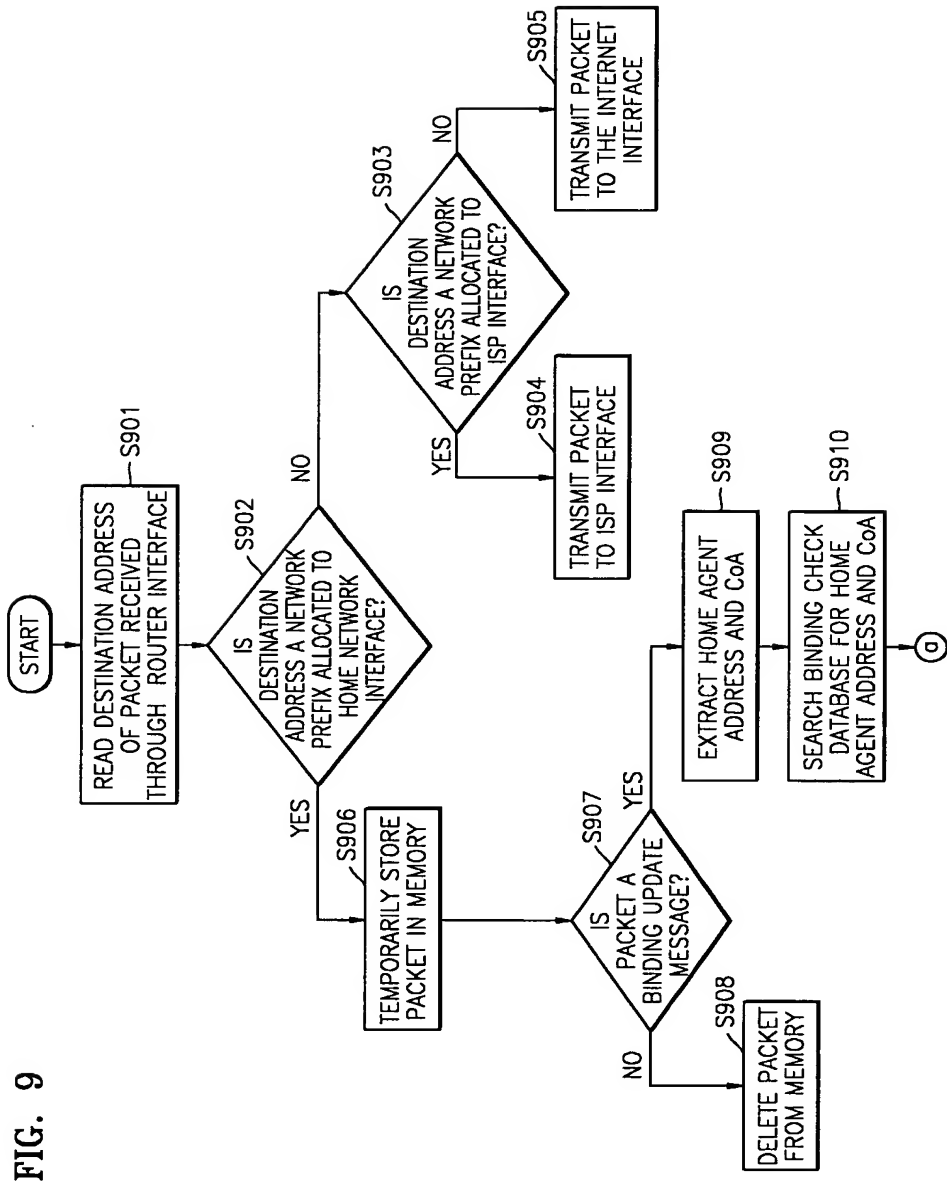 FIG. 9
START
READ DESTINATION ADDRESS
OF PACKET RECEIVED
THROUGH ROUTER INTERFACE
S901
IS
DESTINATION
ADDRESS A NETWORK
PREFIX ALLOCATED TO
HOME NETWORK
INTERFACE?
S902
YES
NO
IS
DESTINATION
ADDRESS A NETWORK
PREFIX ALLOCATED TO
ISP INTERFACE?
S903
YES
NO
TRANSMIT PACKET
TO ISP INTERFACE
S904
TRANSMIT PACKET
TO THE INTERNET
INTERFACE
S905
TEMPORARILY STORE
PACKET IN MEMORY
S906
IS
PACKET A
BINDING UPDATE
MESSAGE?
S907
NO
YES
DELETE PACKET
FROM MEMORY
S908
EXTRACT HOME AGENT
ADDRESS AND CoA
S909
SEARCH BINDING CHECK
DATABASE FOR HOME
AGENT ADDRESS AND CoA
S910
a